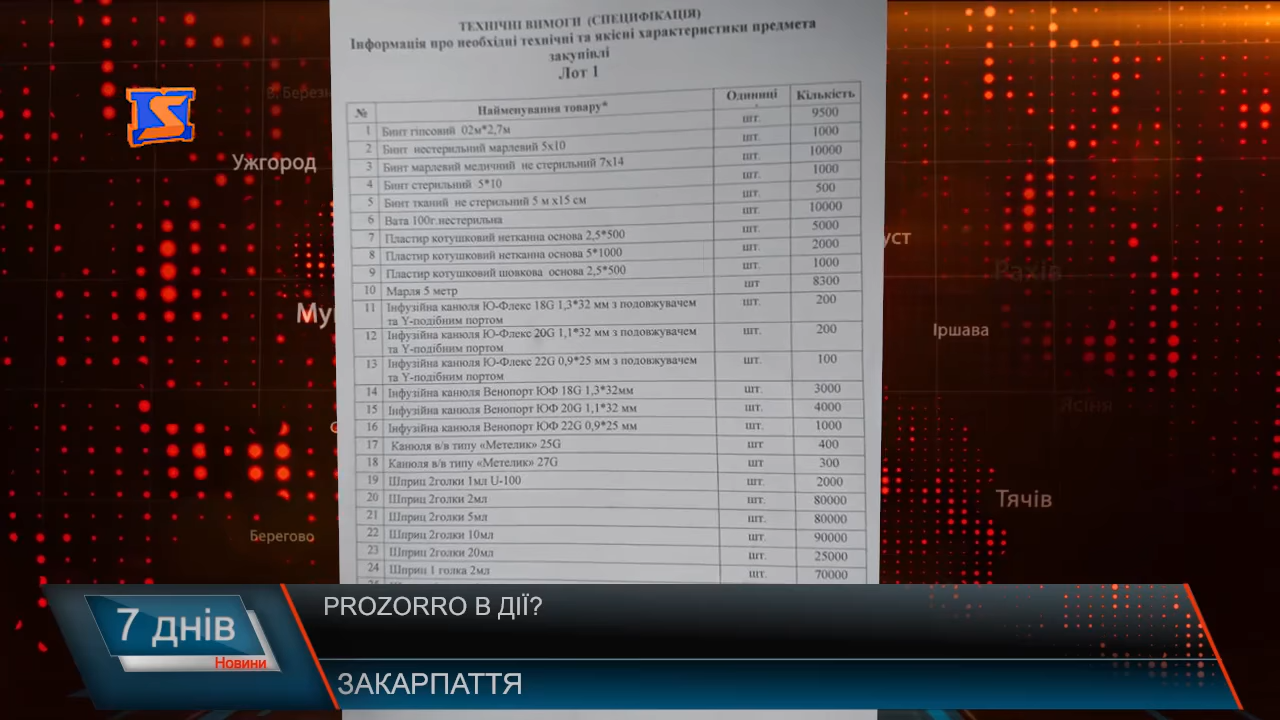 ТЕХНІЧНІ ВИМОГИ (СПЕЦИФІКАЦІЯ)
Інформація про необхідні технічні та якісні характеристики предмета
закупівлі
Лот 1
№ Найменування товару* Одиниці Кількість
1 Бинт гіпсовий 02м*2,7м шт. 9500
2 Бинт нестерильний марлевий 5х10 шт. 1000
3 Бинт марлевий медичний не стерильний 7х14 шт. 10000
4 Бинт стерильний 5*10 шт. 1000
5 Бинт тканий не стерильний 5 м х15 см шт. 500
6 Вата 100г.нестерильна шт. 10000
7 Пластир котушковий нетканна основа 2,5*500 шт. 5000
8 Пластир котушковий нетканна основа 5*1000 шт. 2000
9 Пластир котушковий шовкова основа 2,5*500 шт. 1000
10 Марля 5 метр шт 8300
11 Інфузійна канюля Ю-Флекс 18G 1,3*32 мм з подовжувачем шт. 200
та Y-подібним портом
12 Інфузійна канюля Ю-Флекс 20G 1,1*32 мм з подовжувачем шт. 200
та Y-подібним портом
13 Інфузійна канюля Ю-Флекс 22G 0,9*25 мм з подовжувачем шт. 100
та Y-подібним портом
14 Інфузійна канюля Венопорт ЮФ 18G 1,3*32мм шт. 3000
15 Інфузійна канюля Венопорт ЮФ 20G 1,1*32 мм шт. 4000
16 Інфузійна канюля Венопорт ЮФ 22G 0,9*25 мм шт. 1000
17 Канюля в/в типу «Метелик» 25G шт 400
18 Канюля в/в типу «Метелик» 27G шт 300
19 Шприц 2голки 1мл U-100 шт. 2000
20 Шприц 2голки 2мл шт. 80000
21 Шприц 2голки 5мл шт. 80000
22 Шприц 2голки 10мл шт. 90000
23 Шприц 2голки 20мл шт. 25000
24 Шприц 1 голка 2мл шт. 70000
В. Березн
Ужгород
Му
Берегово
уст
Рахів
Іршава
Ясіня
Тячів
7 днів
Новини
PROZORRO В ДІЇ?
ЗАКАРПАТТЯ